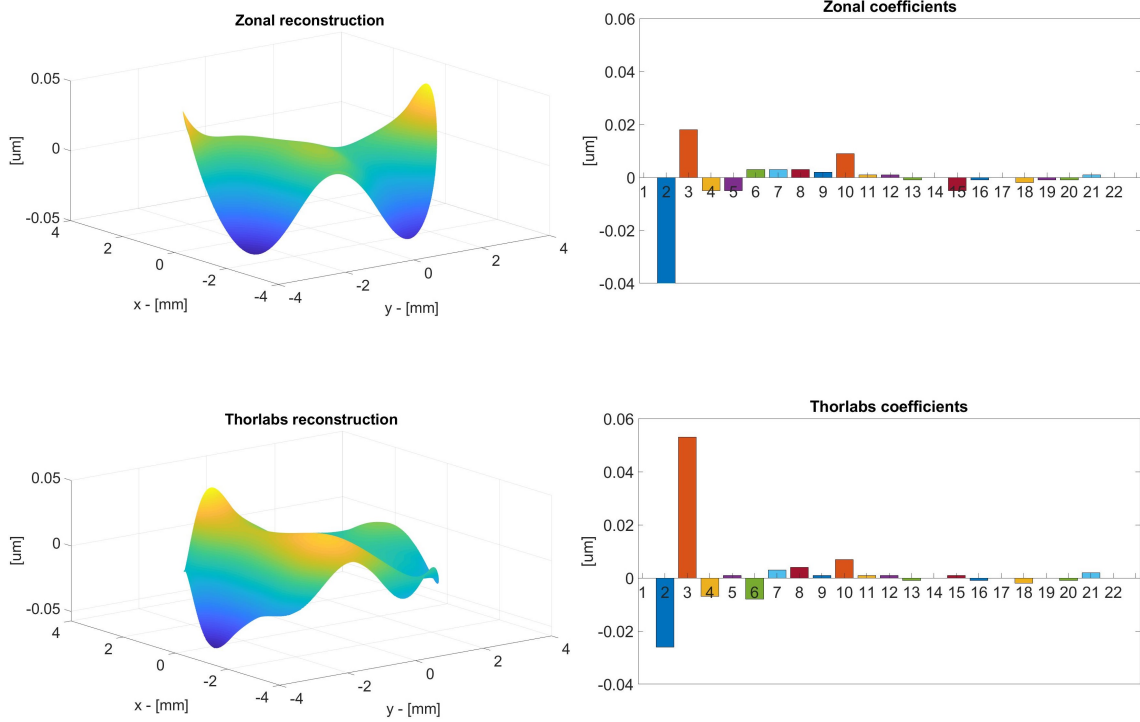 Zonal reconstruction
0.05
0
-0.05
[um]
4
2
0
-2
-4
x - [mm]
-4
-2
0
2
4
y - [mm]
Zonal coefficients
0.06
0.04
0.02
0
-0.02
-0.04
[um]
1 2 3 4 5 6 7 8 9 10 11 12 13 14 15 16 17 18 19 20 21 22
Thorlabs reconstruction
0.05
0
-0.05
[um]
4
2
0
-2
-4
x - [mm]
-4
-2
0
2
4
y - [mm]
Thorlabs coefficients
0.06
0.04
0.02
0
-0.02
-0.04
[um]
1 2 3 4 5 6 7 8 9 10 11 12 13 14 15 16 17 18 19 20 21 22